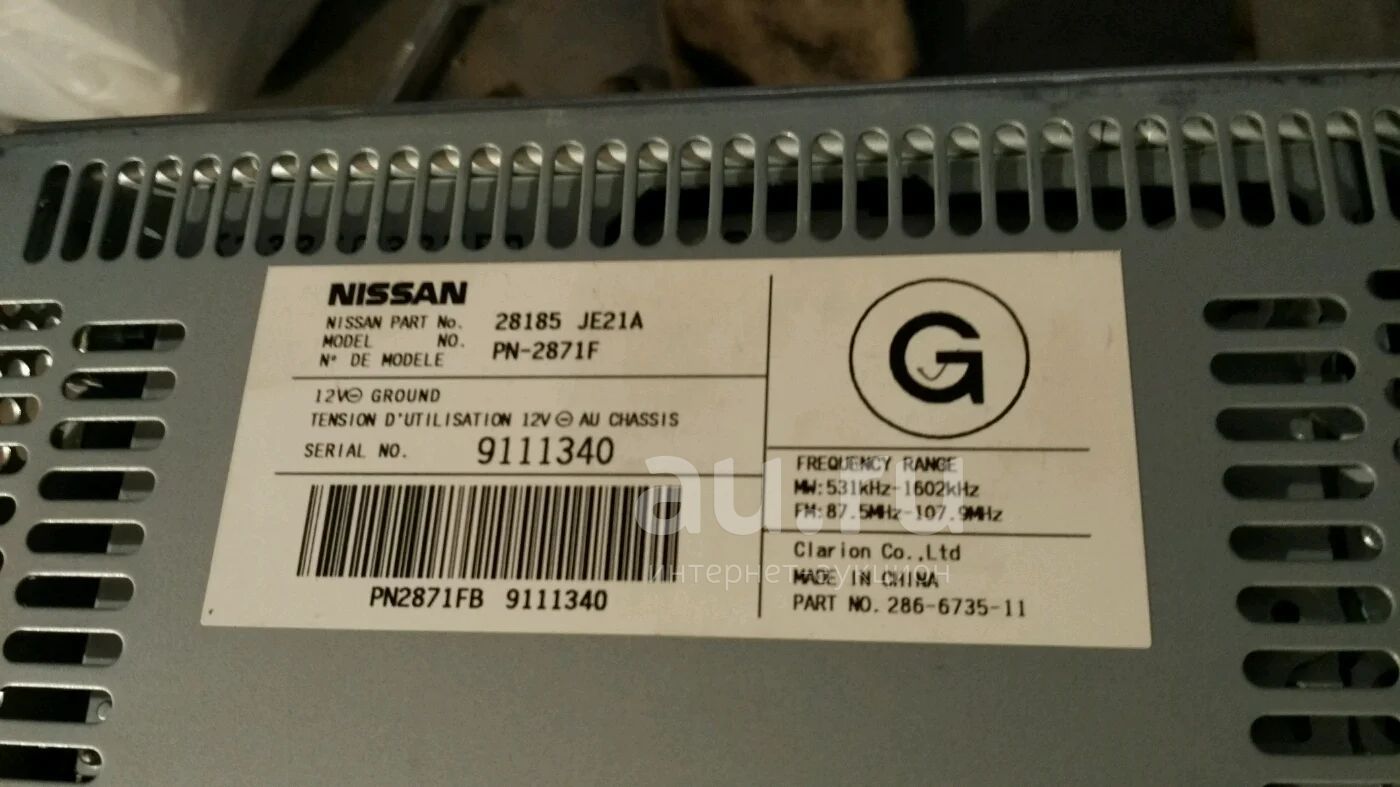 NISSAN
NISSAN PART No. 28185 JE21A
MODEL NO. PN-2871F
N° DE MODELE
12V⊖ GROUND
TENSION D'UTILISATION 12V ⊖ AU CHASSIS
SERIAL NO. 9111340
PN2871FB 9111340
G
FREQUENCY RANGE
MW:531kHz-1602kHz
FM:87.5MHz-107.9MHz
Clarion Co.,Ltd
MADE IN CHINA
PART NO. 286-6735-11
au.ru
интернет-аукцион